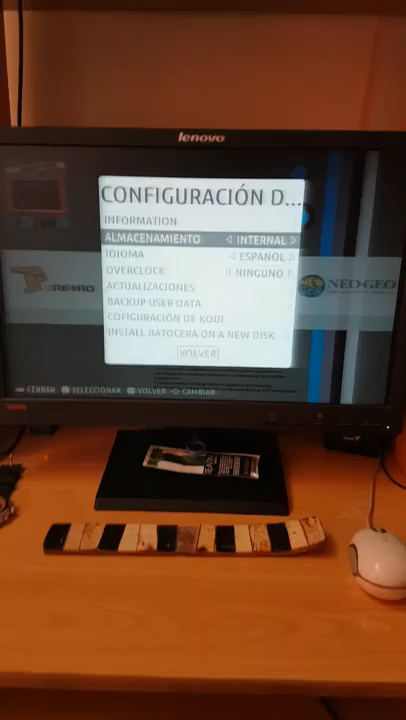 lenovo
CONFIGURACIÓN D...
INFORMATION
ALMACENAMIENTO INTERNAL
IDIOMA ESPAÑOL
OVERCLOCK NINGUNO
ACTUALIZACIONES
BACKUP USER DATA
COFIGURACIÓN DE KODI
INSTALL BATOCERA ON A NEW DISK
VOLVER
NEO-GEO
CERRAR SELECCIONAR VOLVER CAMBIAR